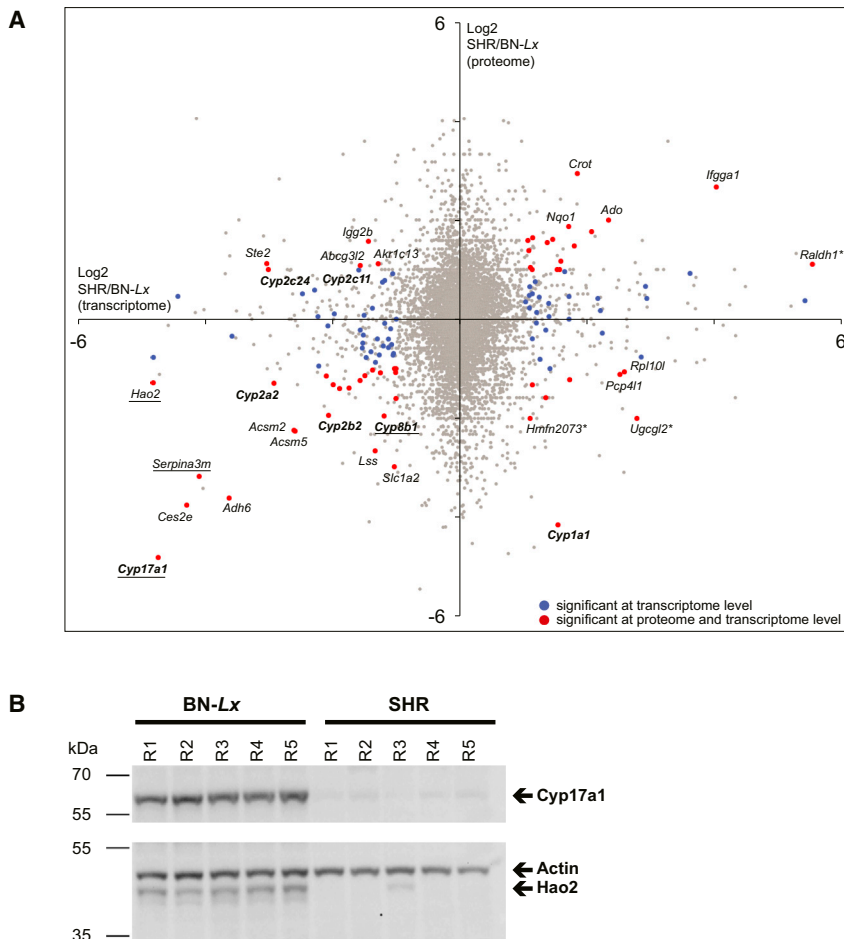 A
6
Log2
SHR/BN-Lx
(proteome)
Crot
Ifgga1
Nqo1
Ado
Igg2b
Ste2
Abcg3l2
Akr1c13
Raldh1*
Log2
SHR/BN-Lx
(transcriptome)
Cyp2c24
Cyp2c11
-6
6
Rpl10l
Pcp4l1
Hao2
Cyp2a2
Acsm2
Acsm5
Cyp2b2
Cyp8b1
Hmfn2073*
Ugcgl2*
Lss
Slc1a2
Serpina3m
Ces2e
Adh6
Cyp1a1
Cyp17a1
-6
significant at transcriptome level
significant at proteome and transcriptome level
B
BN-Lx
SHR
kDa
R1 R2 R3 R4 R5 R1 R2 R3 R4 R5
70
Cyp17a1
55
55
Actin
Hao2
35